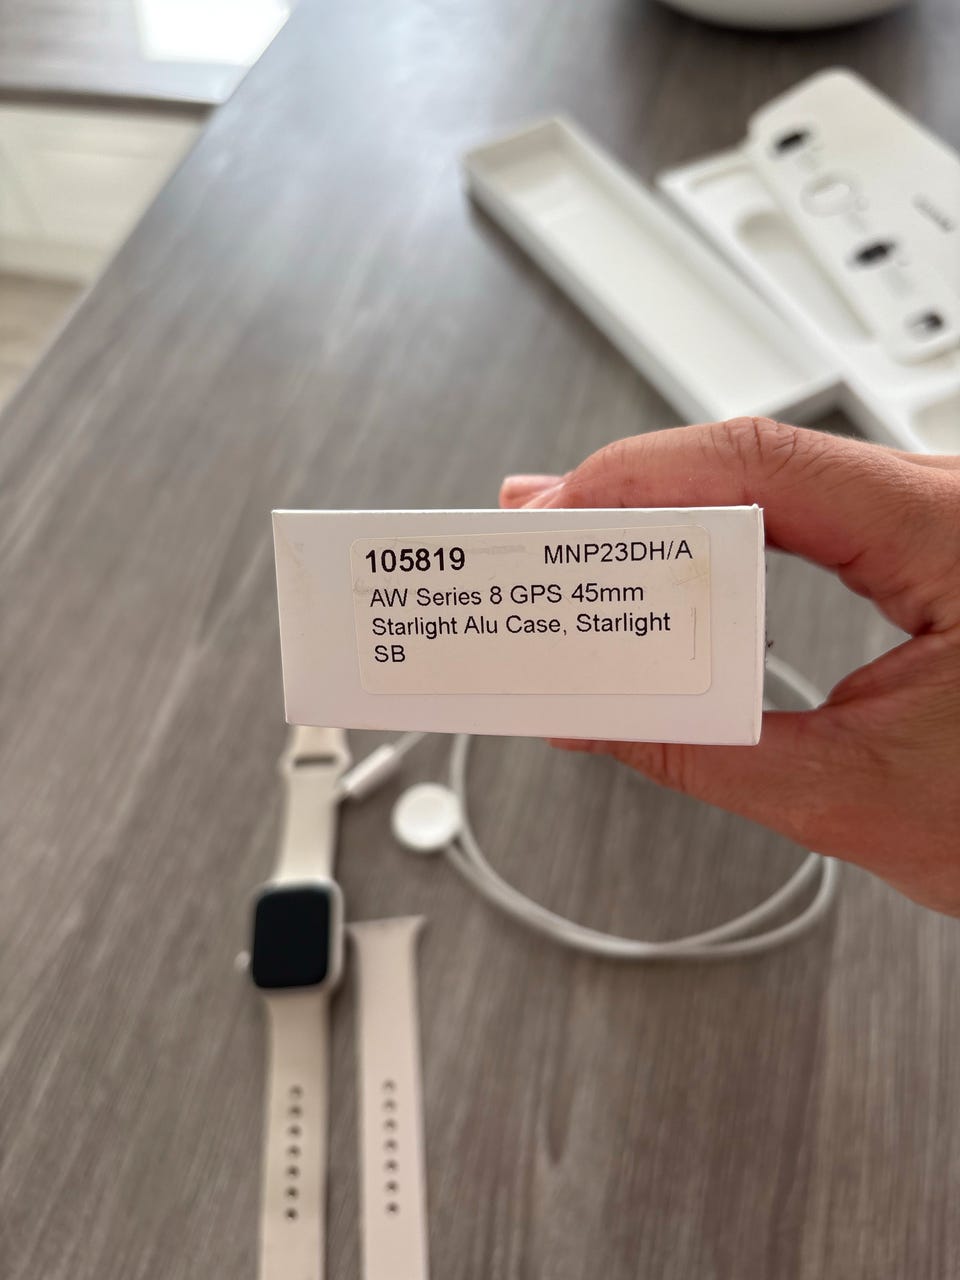 105819 MNP23DH/A
AW Series 8 GPS 45mm
Starlight Alu Case, Starlight
SB